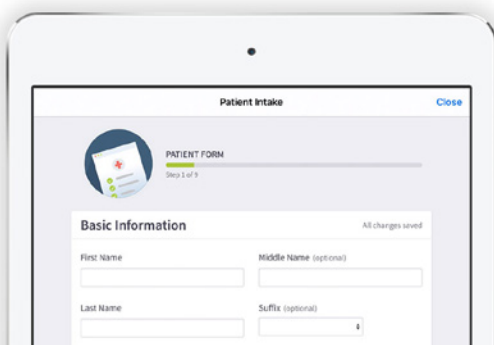 Patient Intake Close
PATIENT FORM
Step 1 of 9
Basic Information All changes saved
First Name Middle Name (optional)
Last Name Suffix (optional)